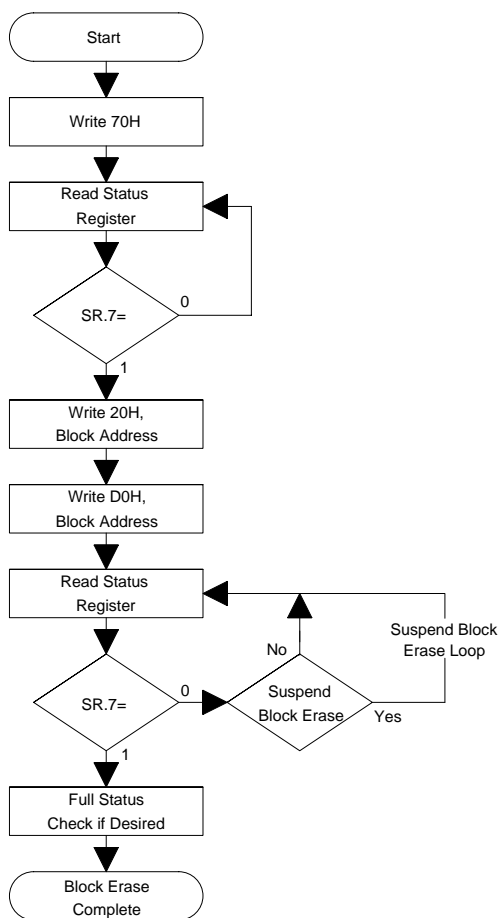 Start
Write 70H
Read Status
Register
SR.7=
0
1
Write 20H,
Block Address
Write D0H,
Block Address
Read Status
Register
Suspend Block
Erase Loop
No
SR.7=
0
Suspend
Block Erase
Yes
1
Full Status
Check if Desired
Block Erase
Complete